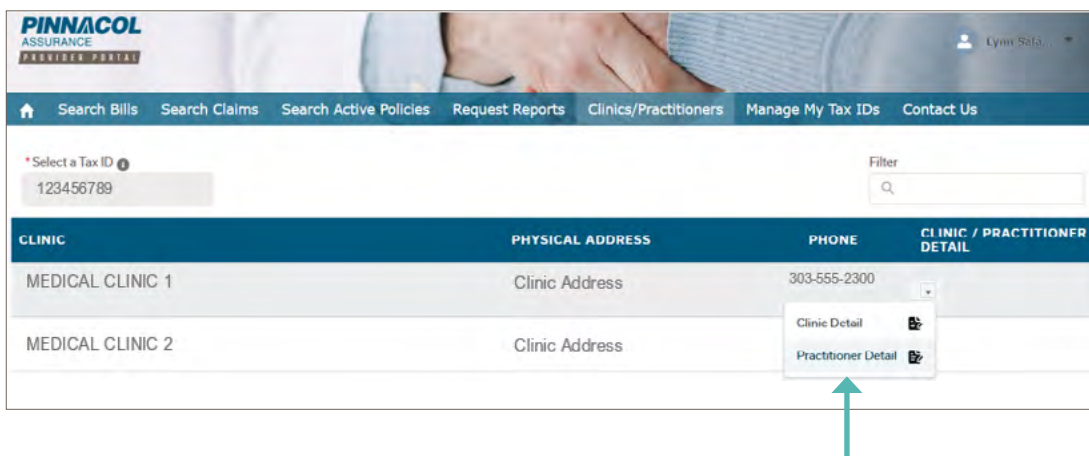 PINNACOL
ASSURANCE
PROVIDER PORTAL
Lynn Sala...
Search Bills Search Claims Search Active Policies Request Reports Clinics/Practitioners Manage My Tax IDs Contact Us
*Select a Tax ID
Filter
123456789
CLINIC PHYSICAL ADDRESS PHONE CLINIC / PRACTITIONER DETAIL
MEDICAL CLINIC 1 Clinic Address 303-555-2300
Clinic Detail
MEDICAL CLINIC 2 Clinic Address
Practitioner Detail